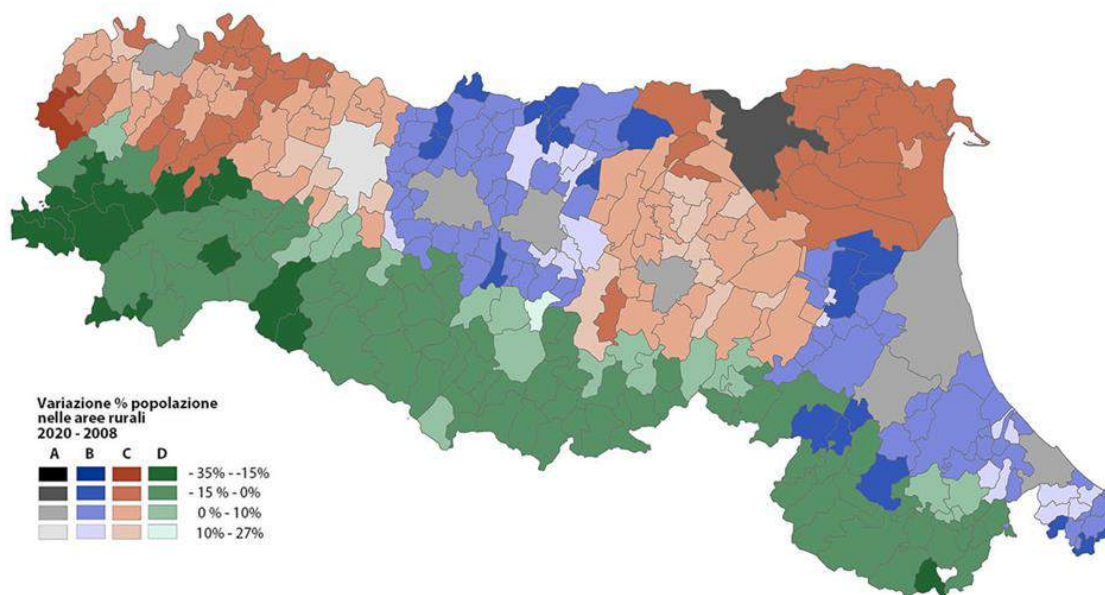 Variazione % popolazione
nelle aree rurali
2020 - 2008
A B C D
- 35% - -15%
- 15 % - 0%
0 % - 10%
10% - 27%